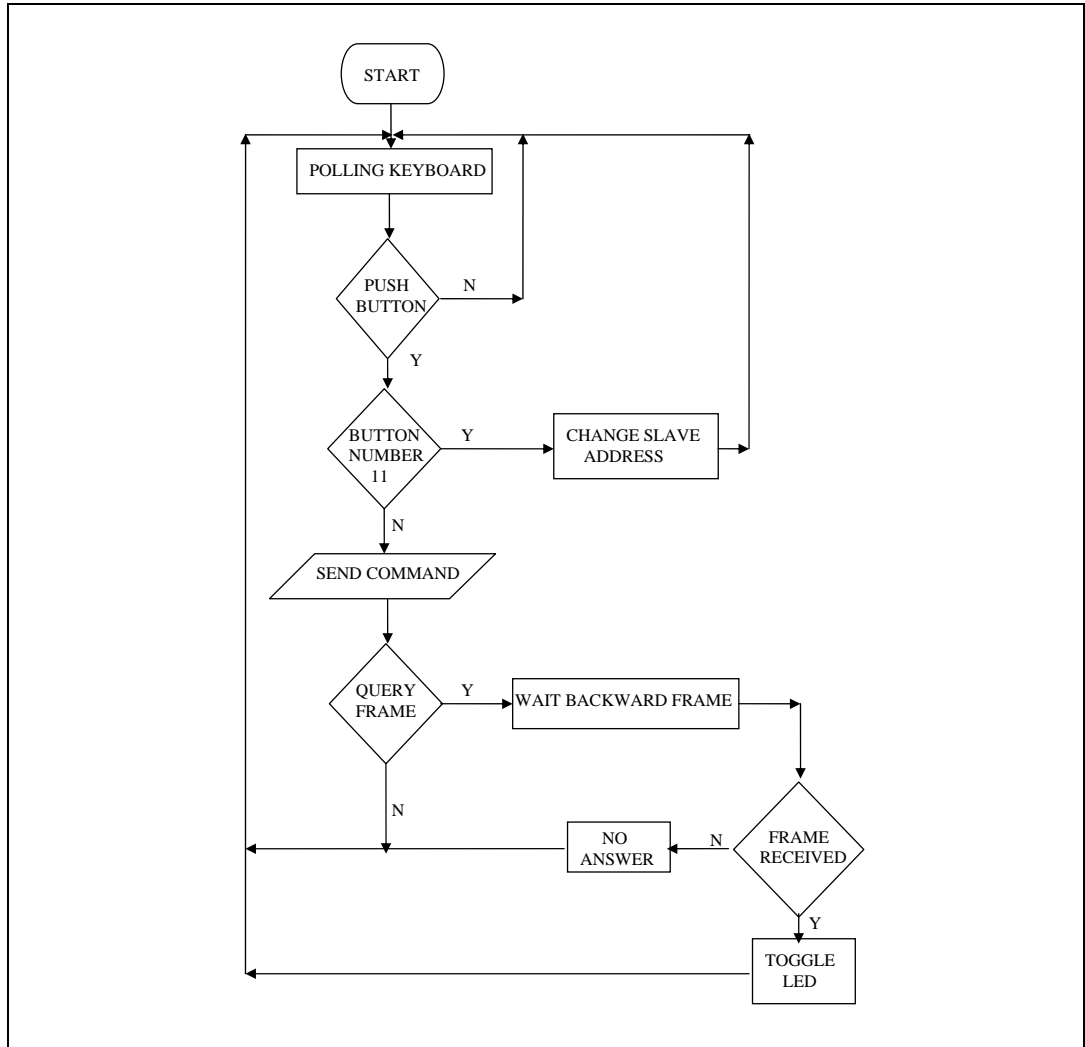 START
POLLING KEYBOARD
PUSH
BUTTON
N
Y
BUTTON
NUMBER
11
Y
CHANGE SLAVE
ADDRESS
N
SEND COMMAND
QUERY
FRAME
Y
WAIT BACKWARD FRAME
N
NO
ANSWER
N
FRAME
RECEIVED
Y
TOGGLE
LED